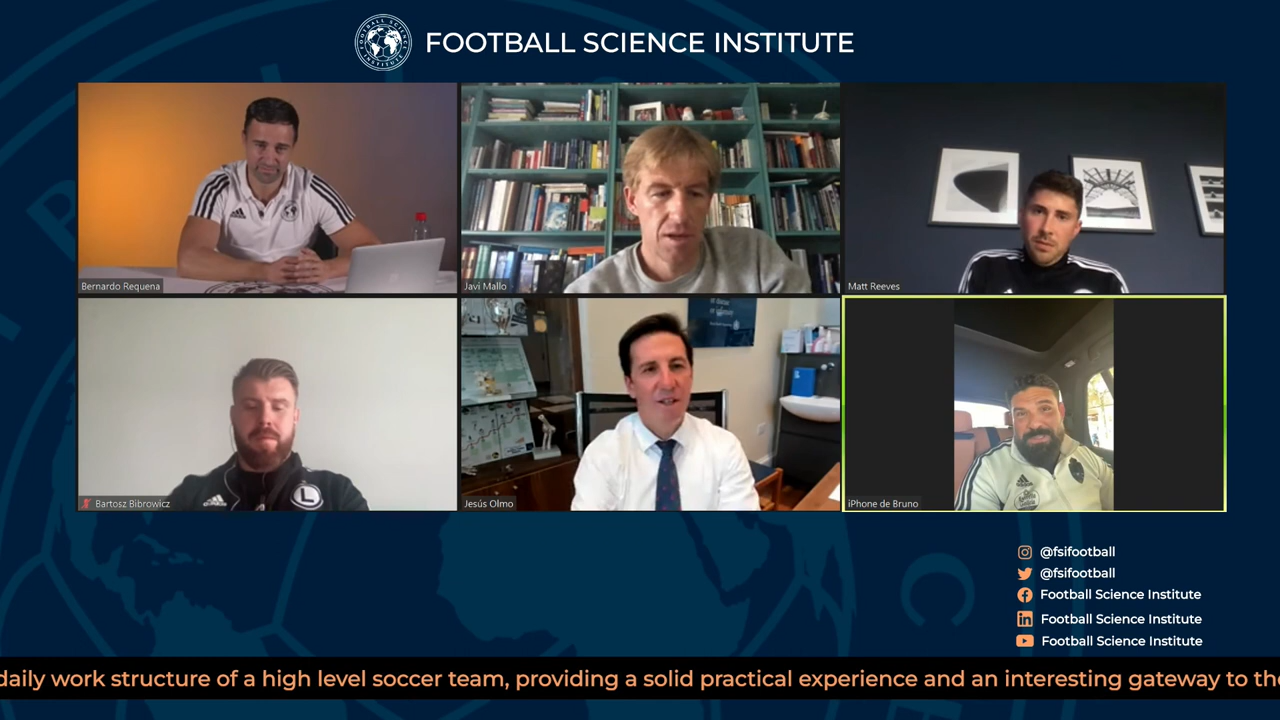 FOOTBALL SCIENCE INSTITUTE
Bernardo Requena
Javi Mallo
Matt Reeves
Bartosz Bibrowicz
Jesús Olmo
iPhone de Bruno
@fsifootball
@fsifootball
Football Science Institute
Football Science Institute
Football Science Institute
daily work structure of a high level soccer team, providing a solid practical experience and an interesting gateway to the